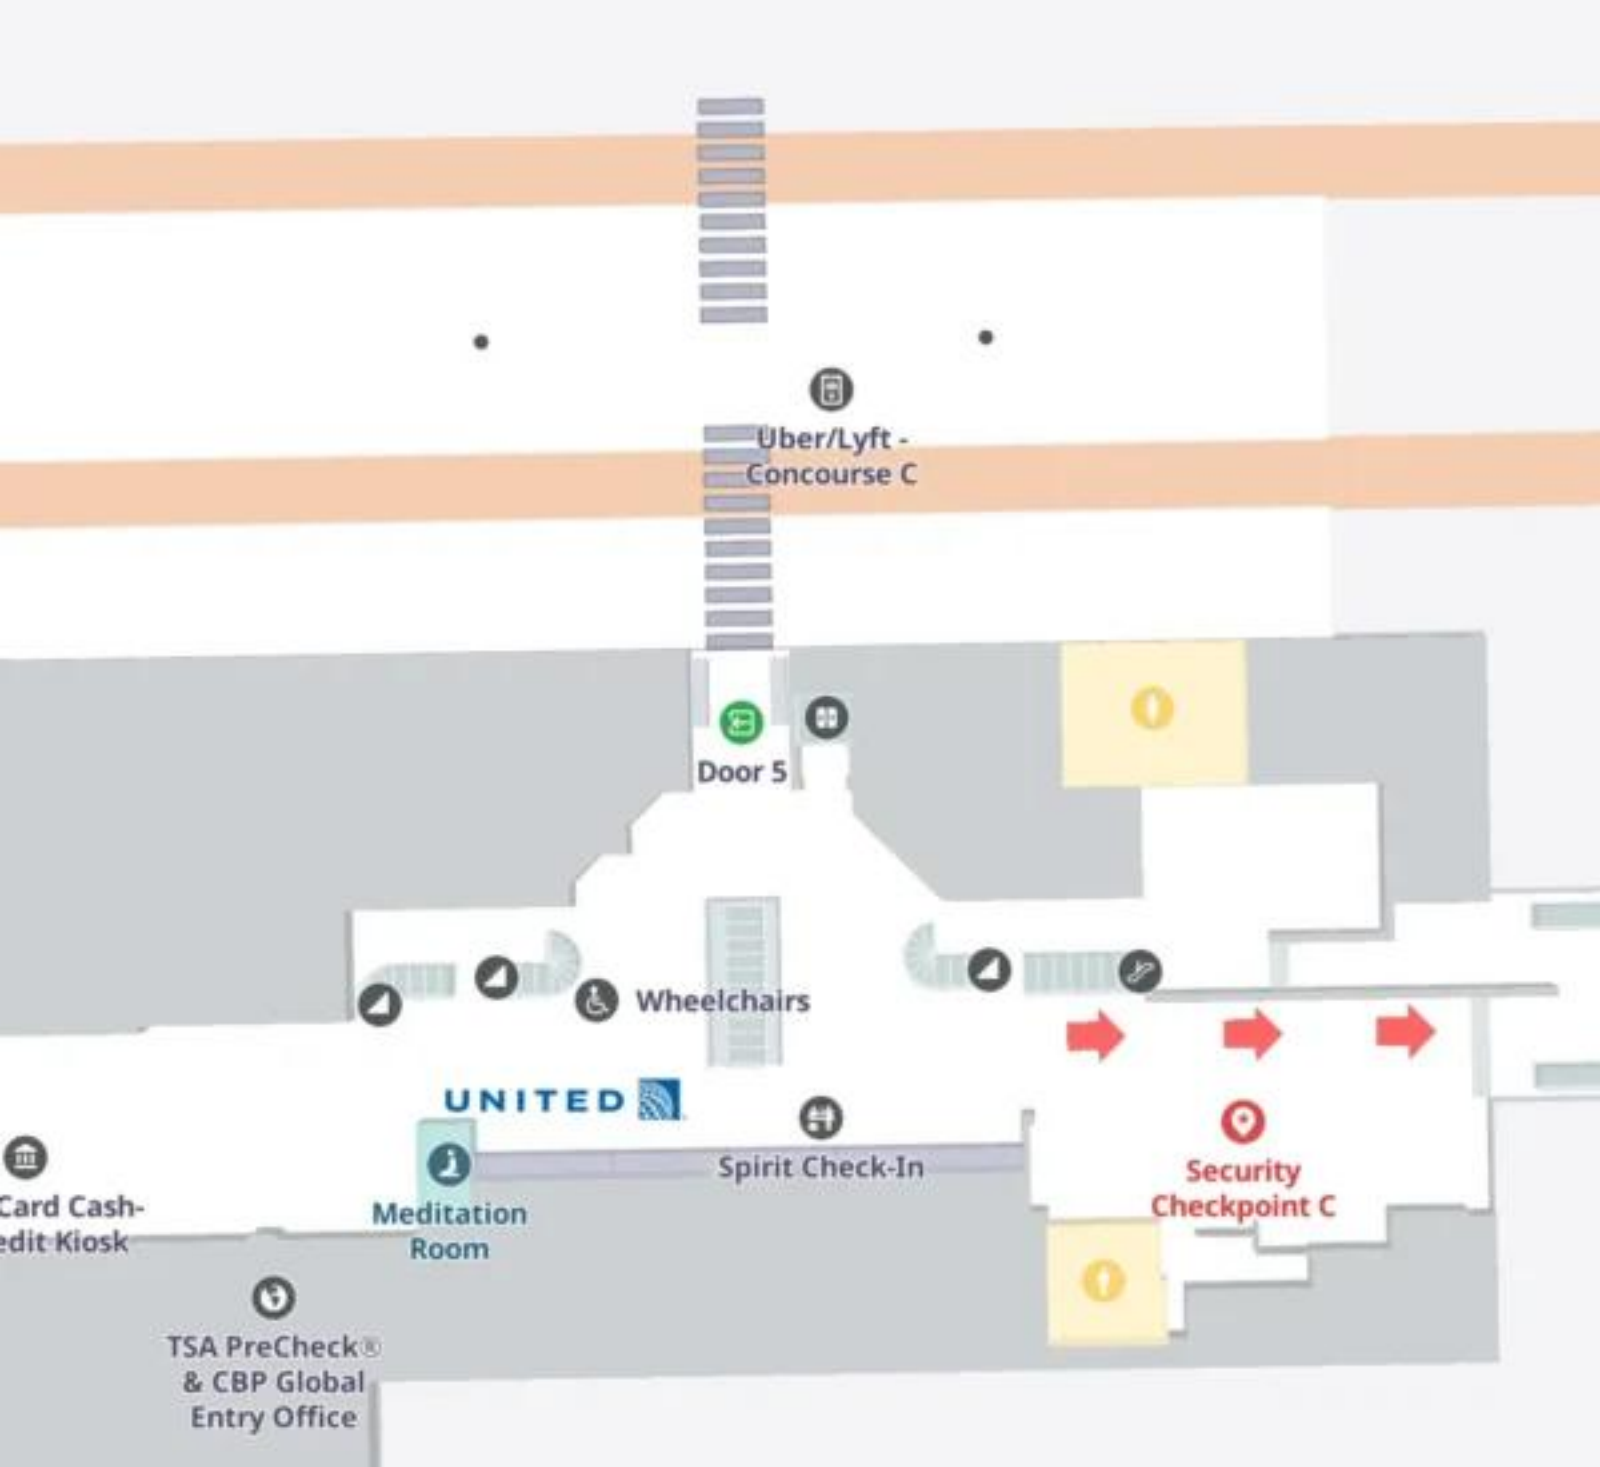 Uber/Lyft -
Concourse C
Door 5
Wheelchairs
UNITED
Spirit Check-In
Security
Checkpoint C
Card Cash-
edit Kiosk
Meditation
Room
TSA PreCheck®
& CBP Global
Entry Office